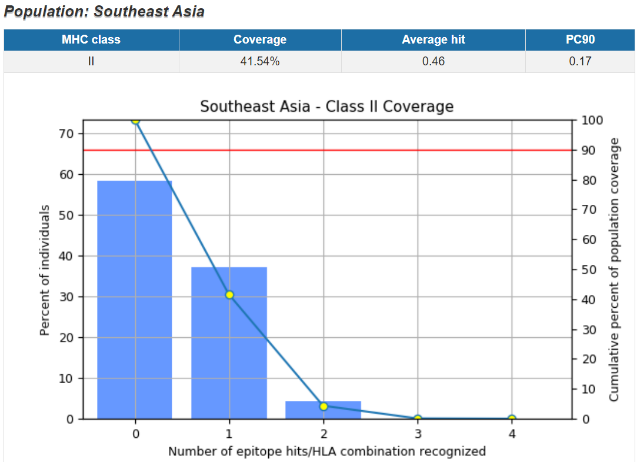 Population: Southeast Asia
MHC class Coverage Average hit PC90
II 41.54% 0.46 0.17
Southeast Asia - Class II Coverage
70
60
50
40
30
20
10
0
Percent of individuals
100
90
80
70
60
50
40
30
20
10
0
Cumulative percent of population coverage
0 1 2 3 4
Number of epitope hits/HLA combination recognized